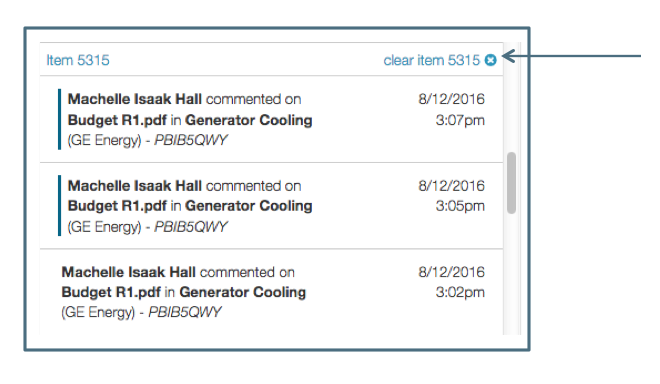 Item 5315 clear item 5315
Machelle Isaak Hall commented on 8/12/2016
Budget R1.pdf in Generator Cooling 3:07pm
(GE Energy) - PBIB5QWY
Machelle Isaak Hall commented on 8/12/2016
Budget R1.pdf in Generator Cooling 3:05pm
(GE Energy) - PBIB5QWY
Machelle Isaak Hall commented on 8/12/2016
Budget R1.pdf in Generator Cooling 3:02pm
(GE Energy) - PBIB5QWY